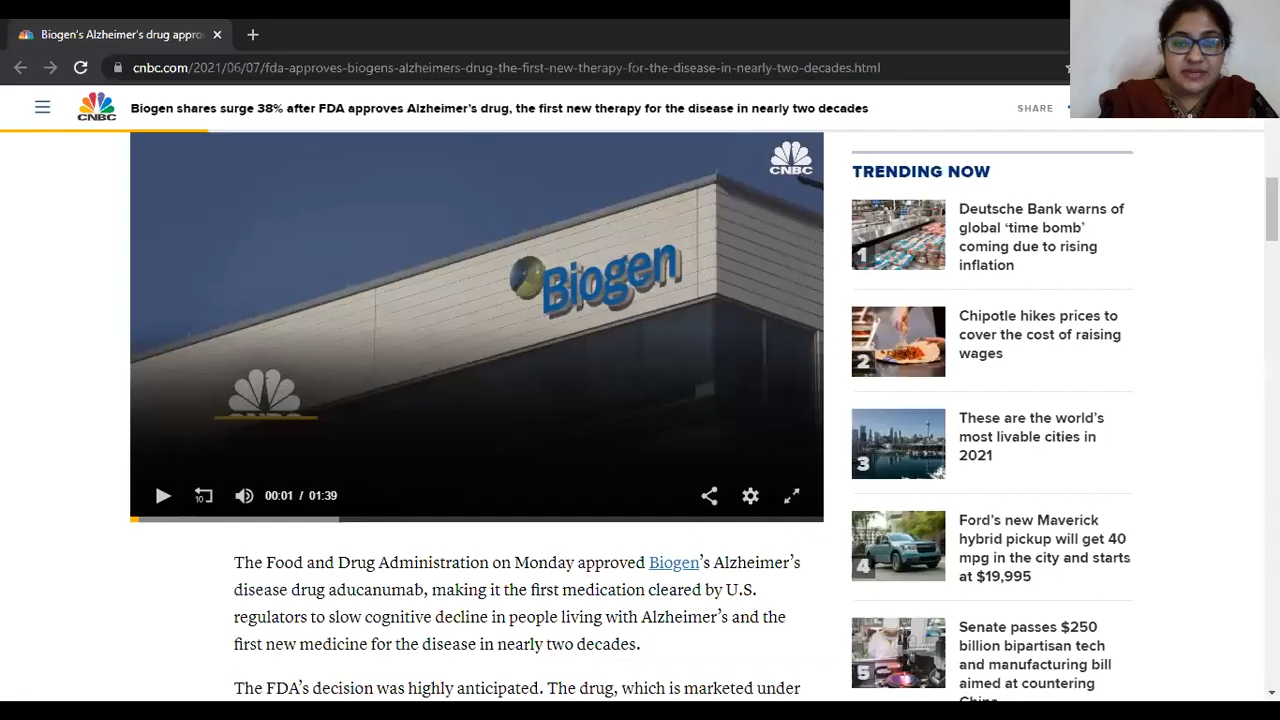 Biogen's Alzheimer's drug appro
cnbc.com/2021/06/07/fda-approves-biogens-alzheimers-drug-the-first-new-therapy-for-the-disease-in-nearly-two-decades.html
CNBC
Biogen shares surge 38% after FDA approves Alzheimer's drug, the first new therapy for the disease in nearly two decades
SHARE
CNBC
Biogen
CNBC
10
00:01 / 01:39
The Food and Drug Administration on Monday approved Biogen's Alzheimer's
disease drug aducanumab, making it the first medication cleared by U.S.
regulators to slow cognitive decline in people living with Alzheimer's and the
first new medicine for the disease in nearly two decades.
The FDA's decision was highly anticipated. The drug, which is marketed under
TRENDING NOW
1
Deutsche Bank warns of
global ‘time bomb’
coming due to rising
inflation
2
Chipotle hikes prices to
cover the cost of raising
wages
3
These are the world's
most livable cities in
2021
4
Ford's new Maverick
hybrid pickup will get 40
mpg in the city and starts
at $19,995
5
Senate passes $250
billion bipartisan tech
and manufacturing bill
aimed at countering
China